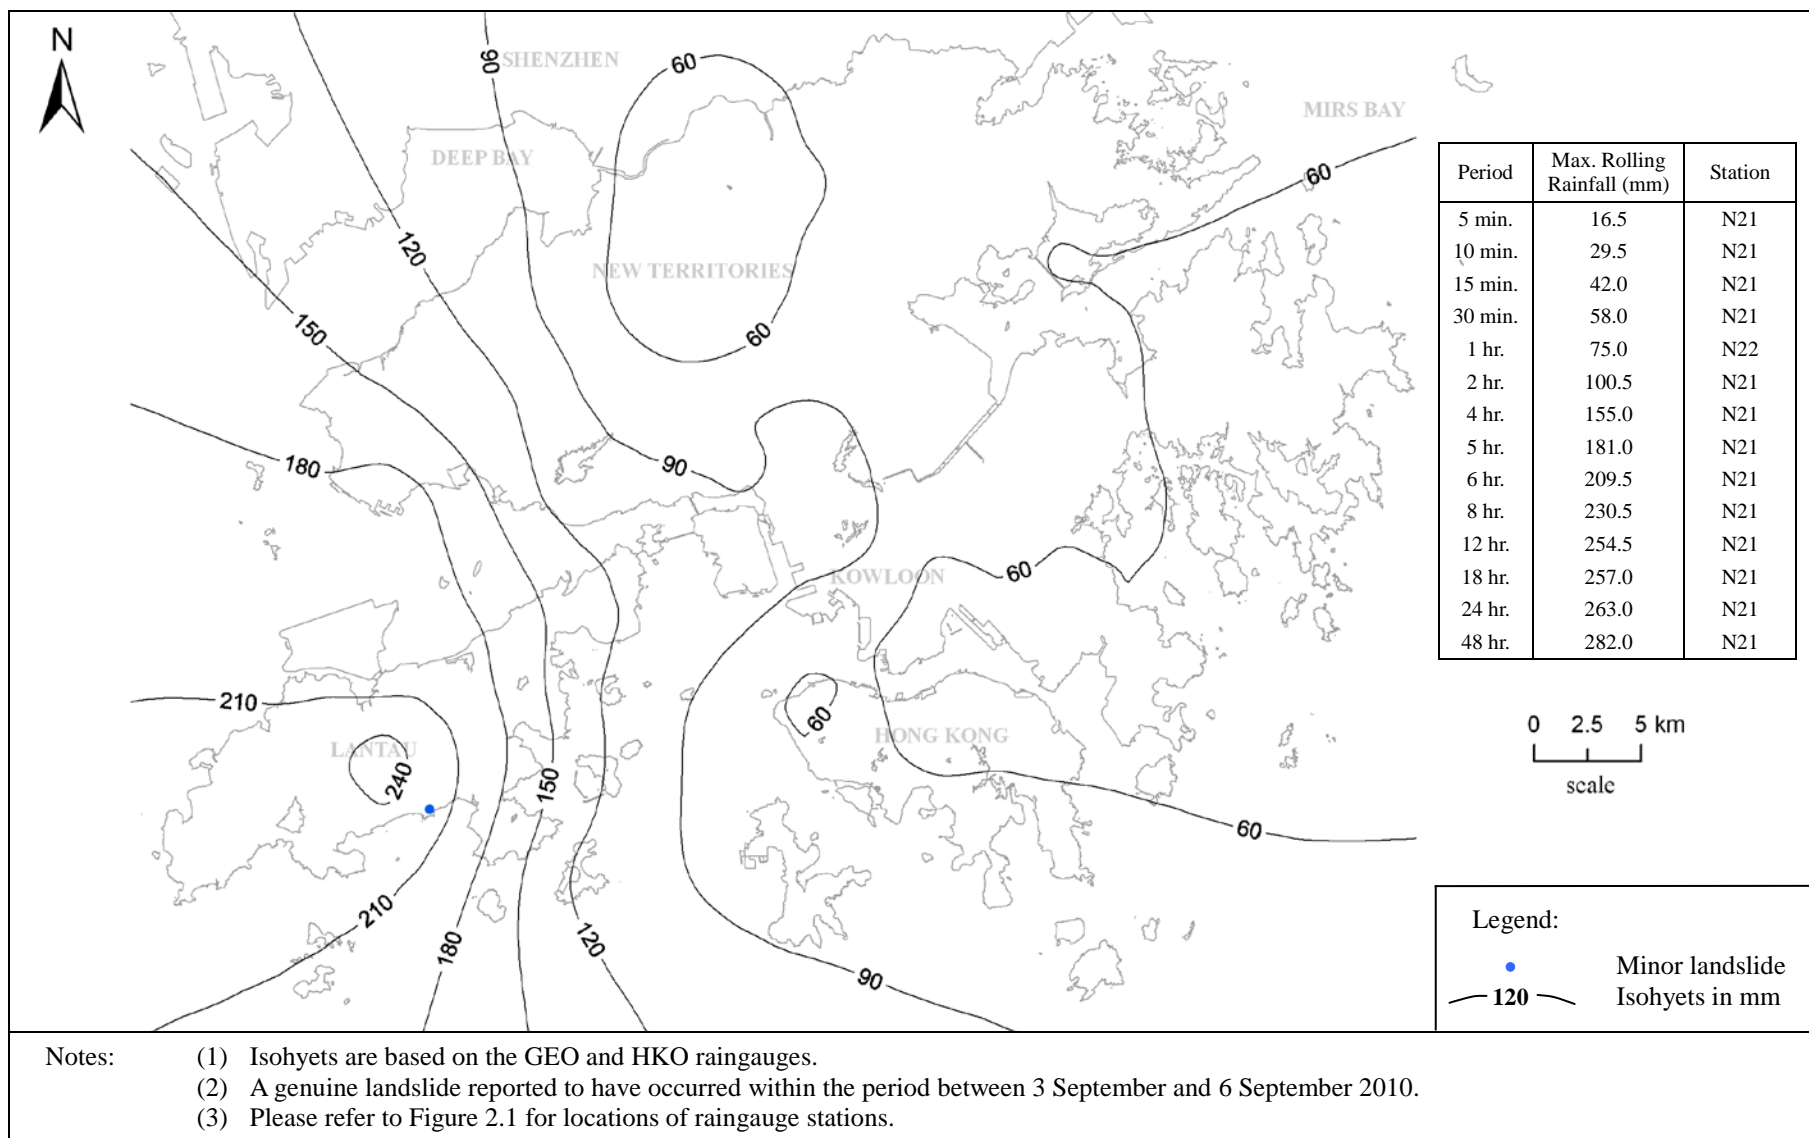 N
SHENZHEN
MIRS BAY
DEEP BAY
NEW TERRITORIES
KOWLOON
HONG KONG
LANTAU
90
60
60
120
60
150
180
90
60
210
60
240
150
60
210
180
120
90
Period Max. Rolling Rainfall (mm) Station
5 min. 16.5 N21
10 min. 29.5 N21
15 min. 42.0 N21
30 min. 58.0 N21
1 hr. 75.0 N22
2 hr. 100.5 N21
4 hr. 155.0 N21
5 hr. 181.0 N21
6 hr. 209.5 N21
8 hr. 230.5 N21
12 hr. 254.5 N21
18 hr. 257.0 N21
24 hr. 263.0 N21
48 hr. 282.0 N21
0 2.5 5 km
scale
Legend:
Minor landslide
120 Isohyets in mm
Notes: (1) Isohyets are based on the GEO and HKO raingauges.
(2) A genuine landslide reported to have occurred within the period between 3 September and 6 September 2010.
(3) Please refer to Figure 2.1 for locations of raingauge stations.